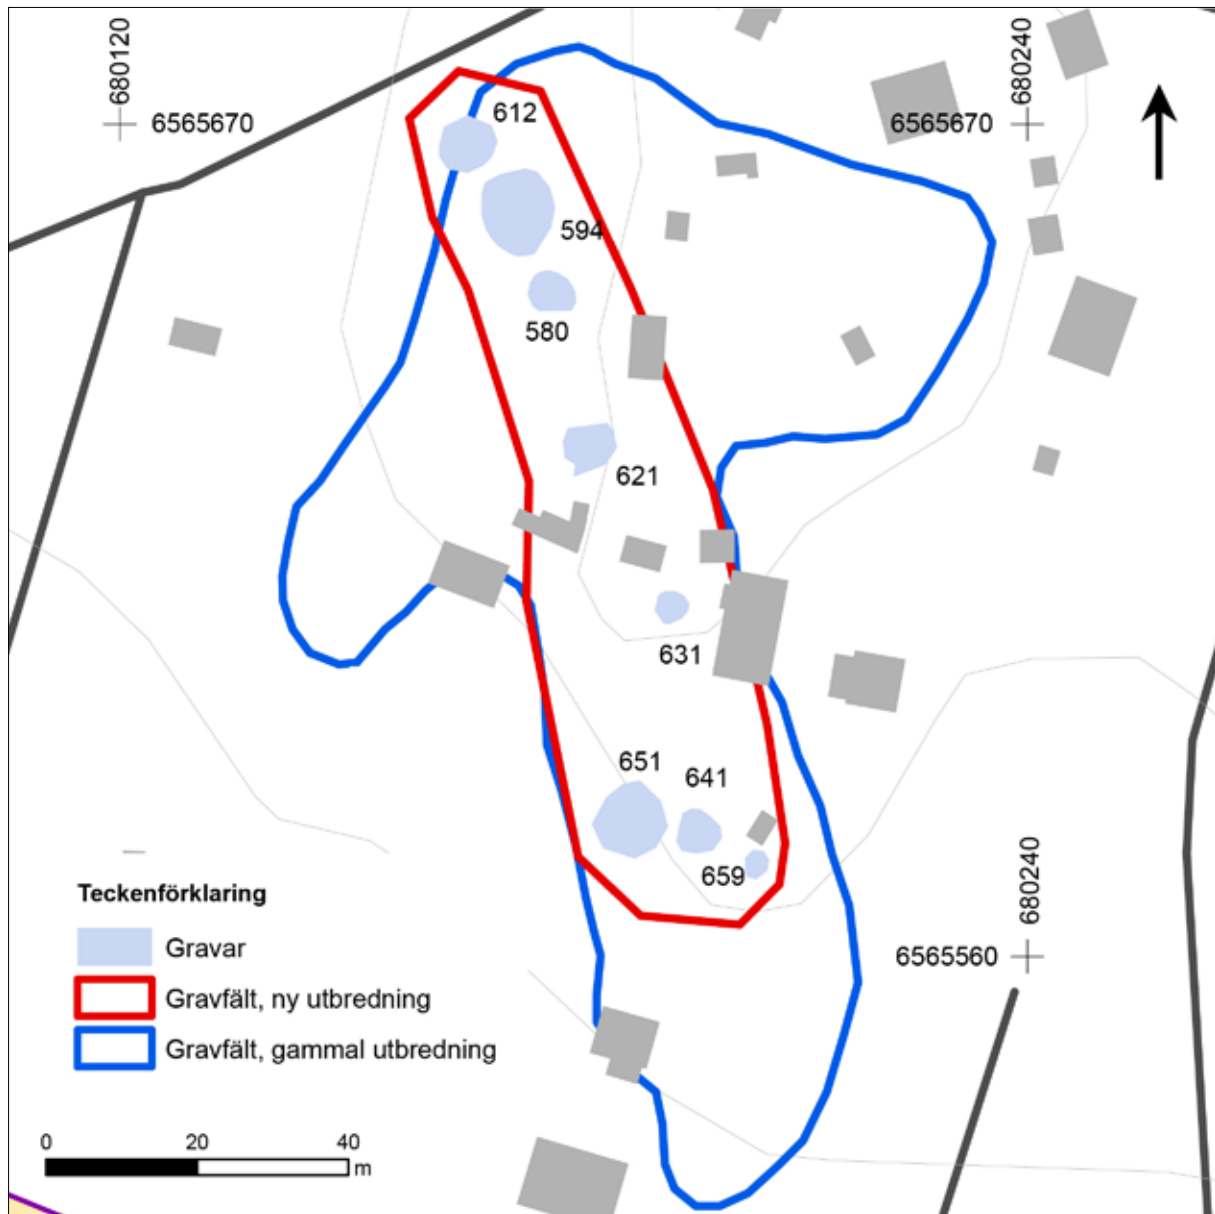 680120
680240
6565670
6565670
612
594
580
621
631
651
641
659
680240
6565560
Teckenförklaring
Gravar
Gravfält, ny utbredning
Gravfält, gammal utbredning
0 20 40
m